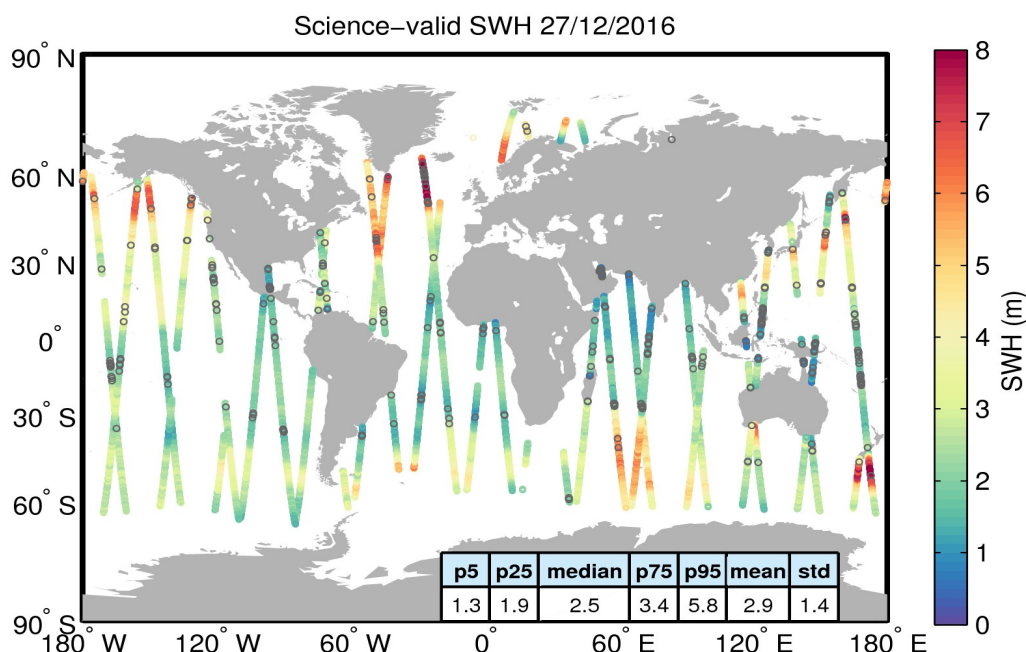 Science−valid SWH 27/12/2016
90° N
60° N
30° N
0°
30° S
60° S
90° S
180° W
120° W
60° W
0°
60° E
120° E
180° E
p5 p25 median p75 p95 mean std
1.3 1.9 2.5 3.4 5.8 2.9 1.4
8
7
6
5
4
3
2
1
0
SWH (m)